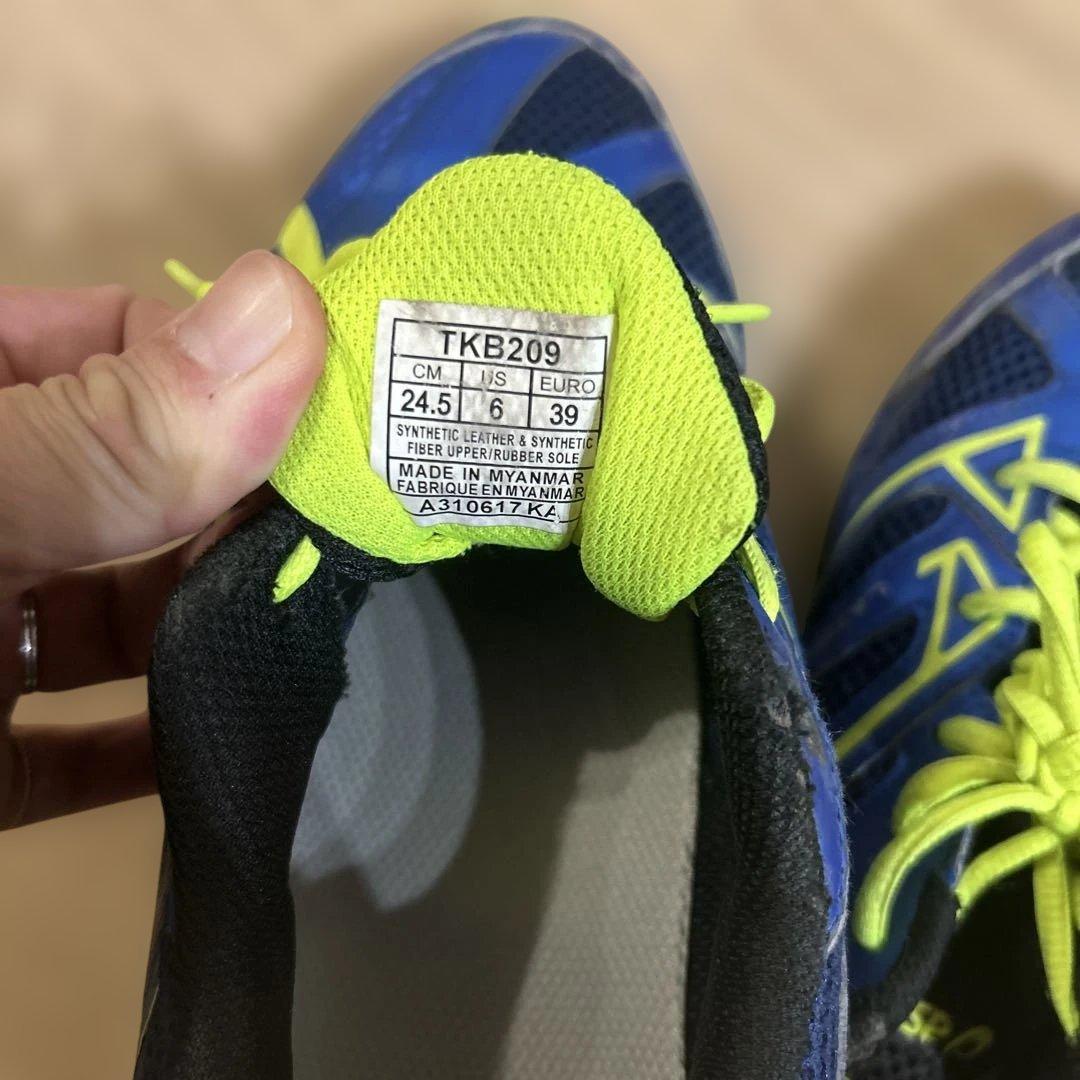 TKB209
CM US EURO
24.5 6 39
SYNTHETIC LEATHER & SYNTHETIC
FIBER UPPER/RUBBER SOLE
MADE IN MYANMAR
FABRIQUE EN MYANMAR
A310617 KA